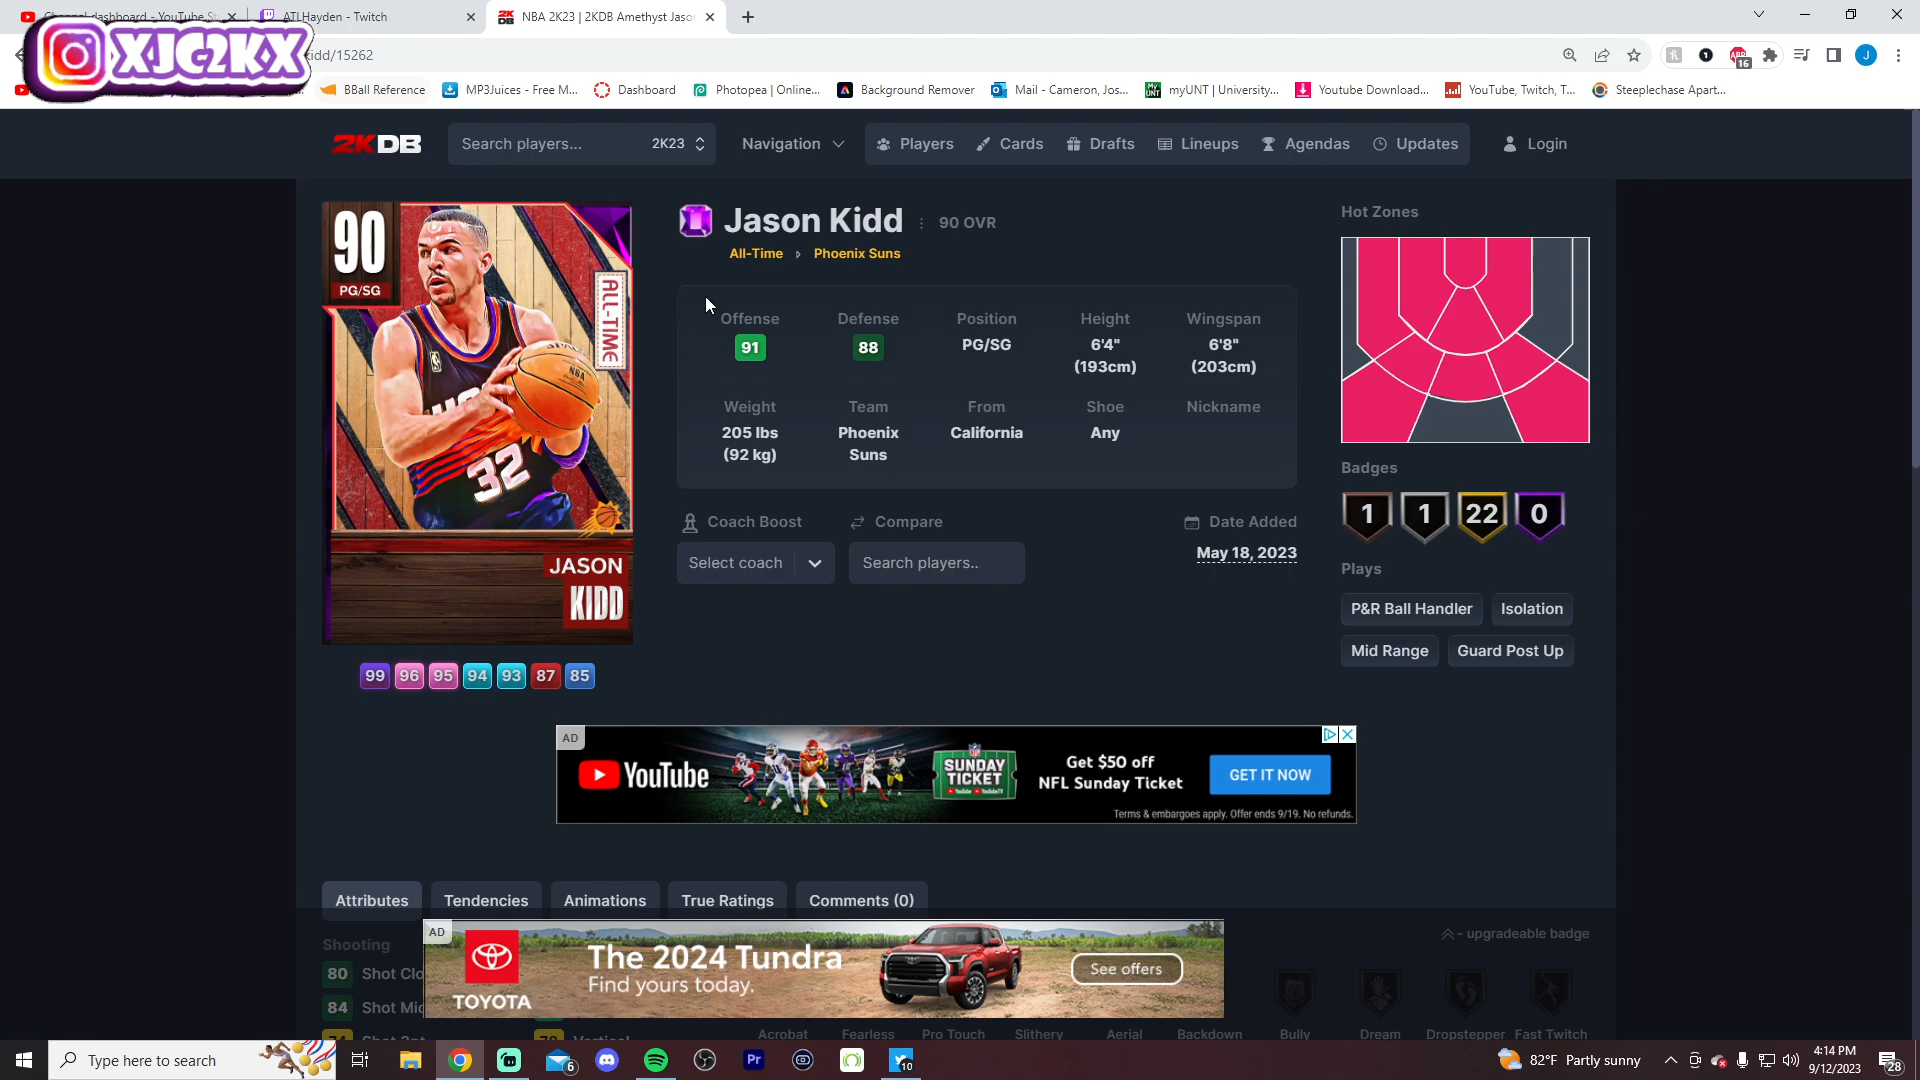 Channel dashboard - YouTube St
ATLHayden - Twitch
NBA 2K23 | 2KDB Amethyst Jaso
XJC2KX
kidd/15262
16
J
BBall Reference
MP3Juices - Free M...
Dashboard
Photopea | Online...
Background Remover
Mail - Cameron, Jos...
myUNT | University...
Youtube Download...
YouTube, Twitch, T...
Steeplechase Apart...
2KDB
Search players...
2K23
Navigation
Players
Cards
Drafts
Lineups
Agendas
Updates
Login
90
PG/SG
ALL-TIME
NBA
32
JASON
KIDD
99 96 95 94 93 87 85
Jason Kidd
90 OVR
All-Time
Phoenix Suns
Offense
91
Defense
88
Position
PG/SG
Height
6'4"
(193cm)
Wingspan
6'8"
(203cm)
Weight
205 lbs
(92 kg)
Team
Phoenix
Suns
From
California
Shoe
Any
Nickname
Coach Boost
Select coach
Compare
Search players..
Date Added
May 18, 2023
Hot Zones
Badges
1 1 22 0
Plays
P&R Ball Handler
Isolation
Mid Range
Guard Post Up
AD
YouTube
NFL
SUNDAY
TICKET
Get $50 off
NFL Sunday Ticket
GET IT NOW
Terms & embargoes apply. Offer ends 9/19. No refunds.
Attributes
Tendencies
Animations
True Ratings
Comments (0)
Shooting
80 Shot Clo
84 Shot Mi
Vertical
- upgradeable badge
AD
TOYOTA
The 2024 Tundra
Find yours today.
See offers
Acrobat
Fearless
Pro Touch
Slithery
Aerial
Backdown
Bully
Dream
Dropstepper
Fast Twitch
Type here to search
6
Pr
10
82°F Partly sunny
4:14 PM
9/12/2023
28